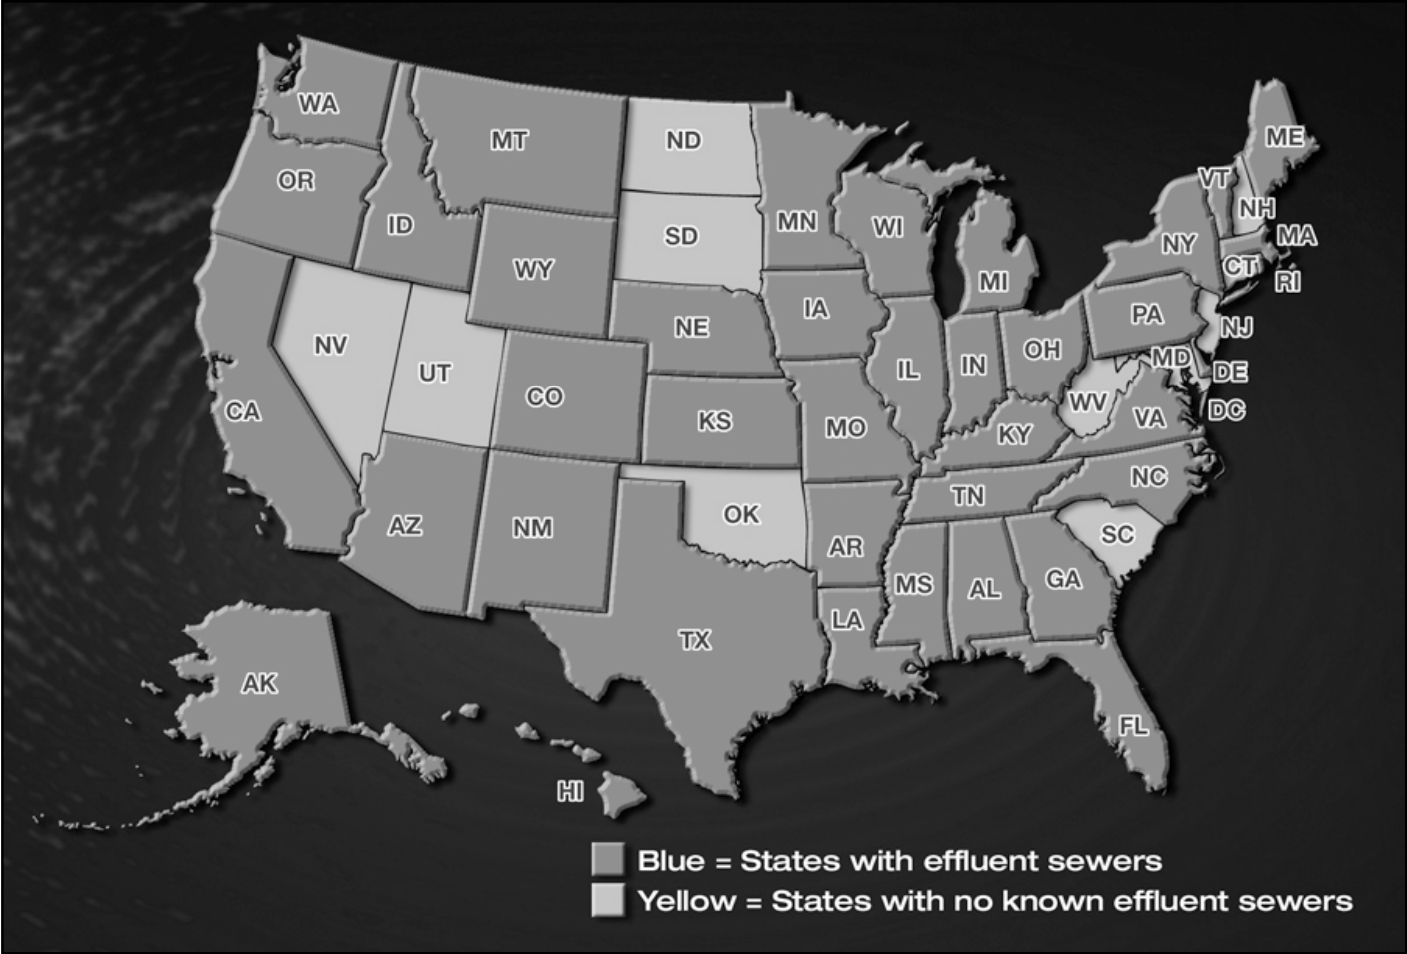 WA
MT
ND
ME
OR
VT
ID
MN
NH
SD
WI
NY
MA
WY
CT
MI
RI
IA
NE
PA
NJ
NV
OH
MD
UT
IL
IN
DE
CO
WV
CA
KS
MO
VA
DC
KY
NC
TN
AZ
NM
OK
SC
AR
MS
AL
GA
LA
TX
AK
FL
HI
Blue = States with effluent sewers
Yellow = States with no known effluent sewers